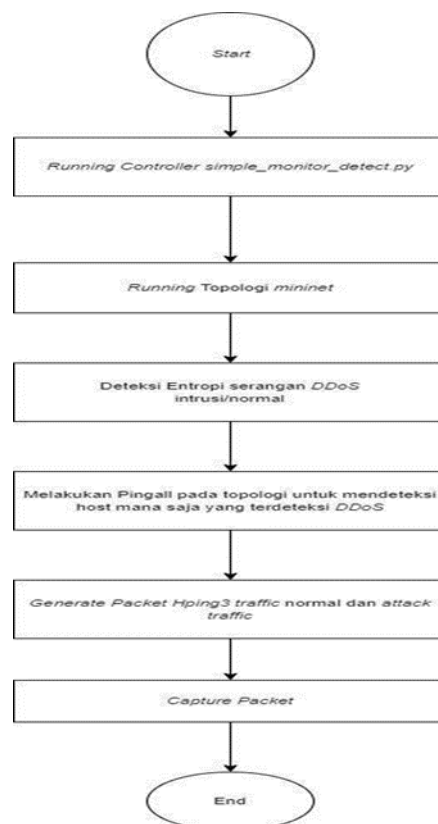 Start
Running Controller simple_monitor_detect.py
Running Topologi mininet
Deteksi Entropi serangan DDoS
intrusi/normal
Melakukan Pingall pada topologi untuk mendeteksi
host mana saja yang terdeteksi DDoS
Generate Packet Hping3 traffic normal dan attack
traffic
Capture Packet
End